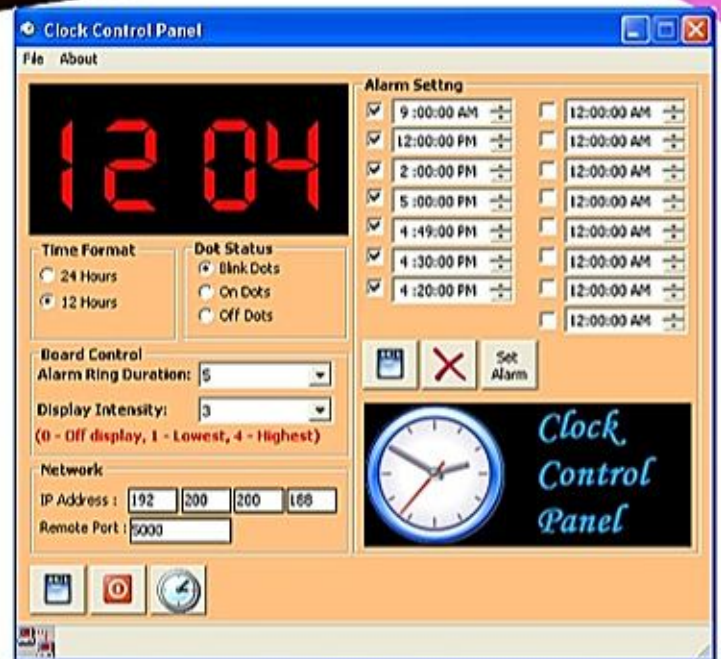 Clock Control Panel
File About
12 04
Time Format
24 Hours
12 Hours
Dot Status
Blink Dots
On Dots
Off Dots
Board Control
Alarm Ring Duration: 5
Display Intensity: 3
(0 - Off display, 1 - Lowest, 4 - Highest)
Network
IP Address : 192 200 200 188
Remote Port : 5000
Alarm Settng
9 :00:00 AM 12:00:00 AM
12:00:00 PM 12:00:00 AM
2 :00:00 PM 12:00:00 AM
5 :00:00 PM 12:00:00 AM
4 :49:00 PM 12:00:00 AM
4 :30:00 PM 12:00:00 AM
4 :20:00 PM 12:00:00 AM
12:00:00 AM
Set
Alarm
Clock
Control
Panel